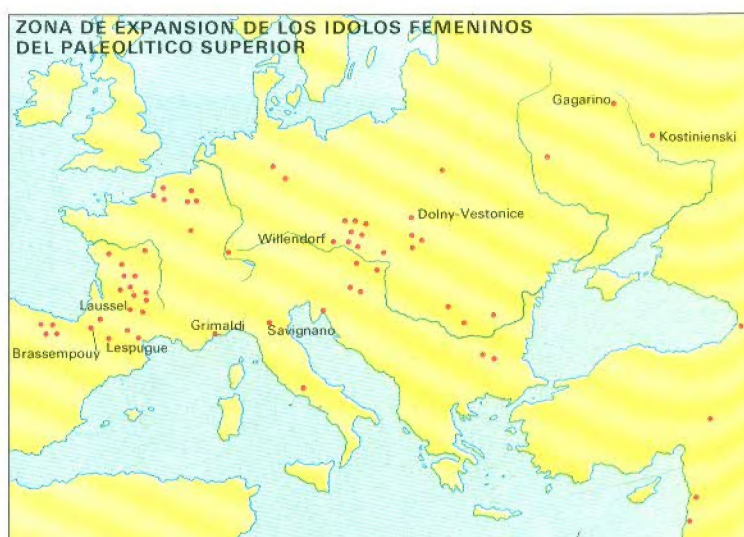 ZONA DE EXPANSION DE LOS IDOLOS FEMENINOS
DEL PALEOLITICO SUPERIOR
Gagarino
Kostinienski
Dolny-Vestonice
Willendorf
Laussel
Grimaldi
Savignano
Brassempouy
Lespugue